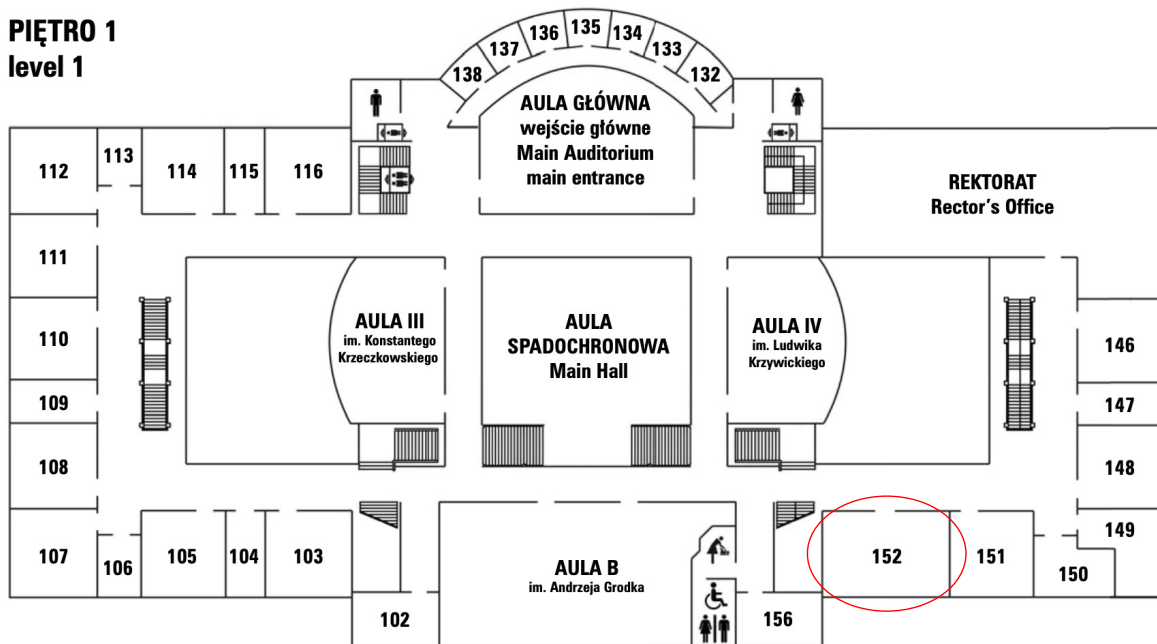 PIĘTRO 1
level 1
138
137
136
135
134
133
132
AULA GŁÓWNA
wejście główne
Main Auditorium
main entrance
112
113
114
115
116
REKTORAT
Rector's Office
111
110
109
108
107
106
105
104
103
102
AULA III
im. Konstantego
Krzeczkowskiego
AULA
SPADOCHRONOWA
Main Hall
AULA IV
im. Ludwika
Krzywickiego
146
147
148
149
150
151
152
156
AULA B
im. Andrzeja Grodka